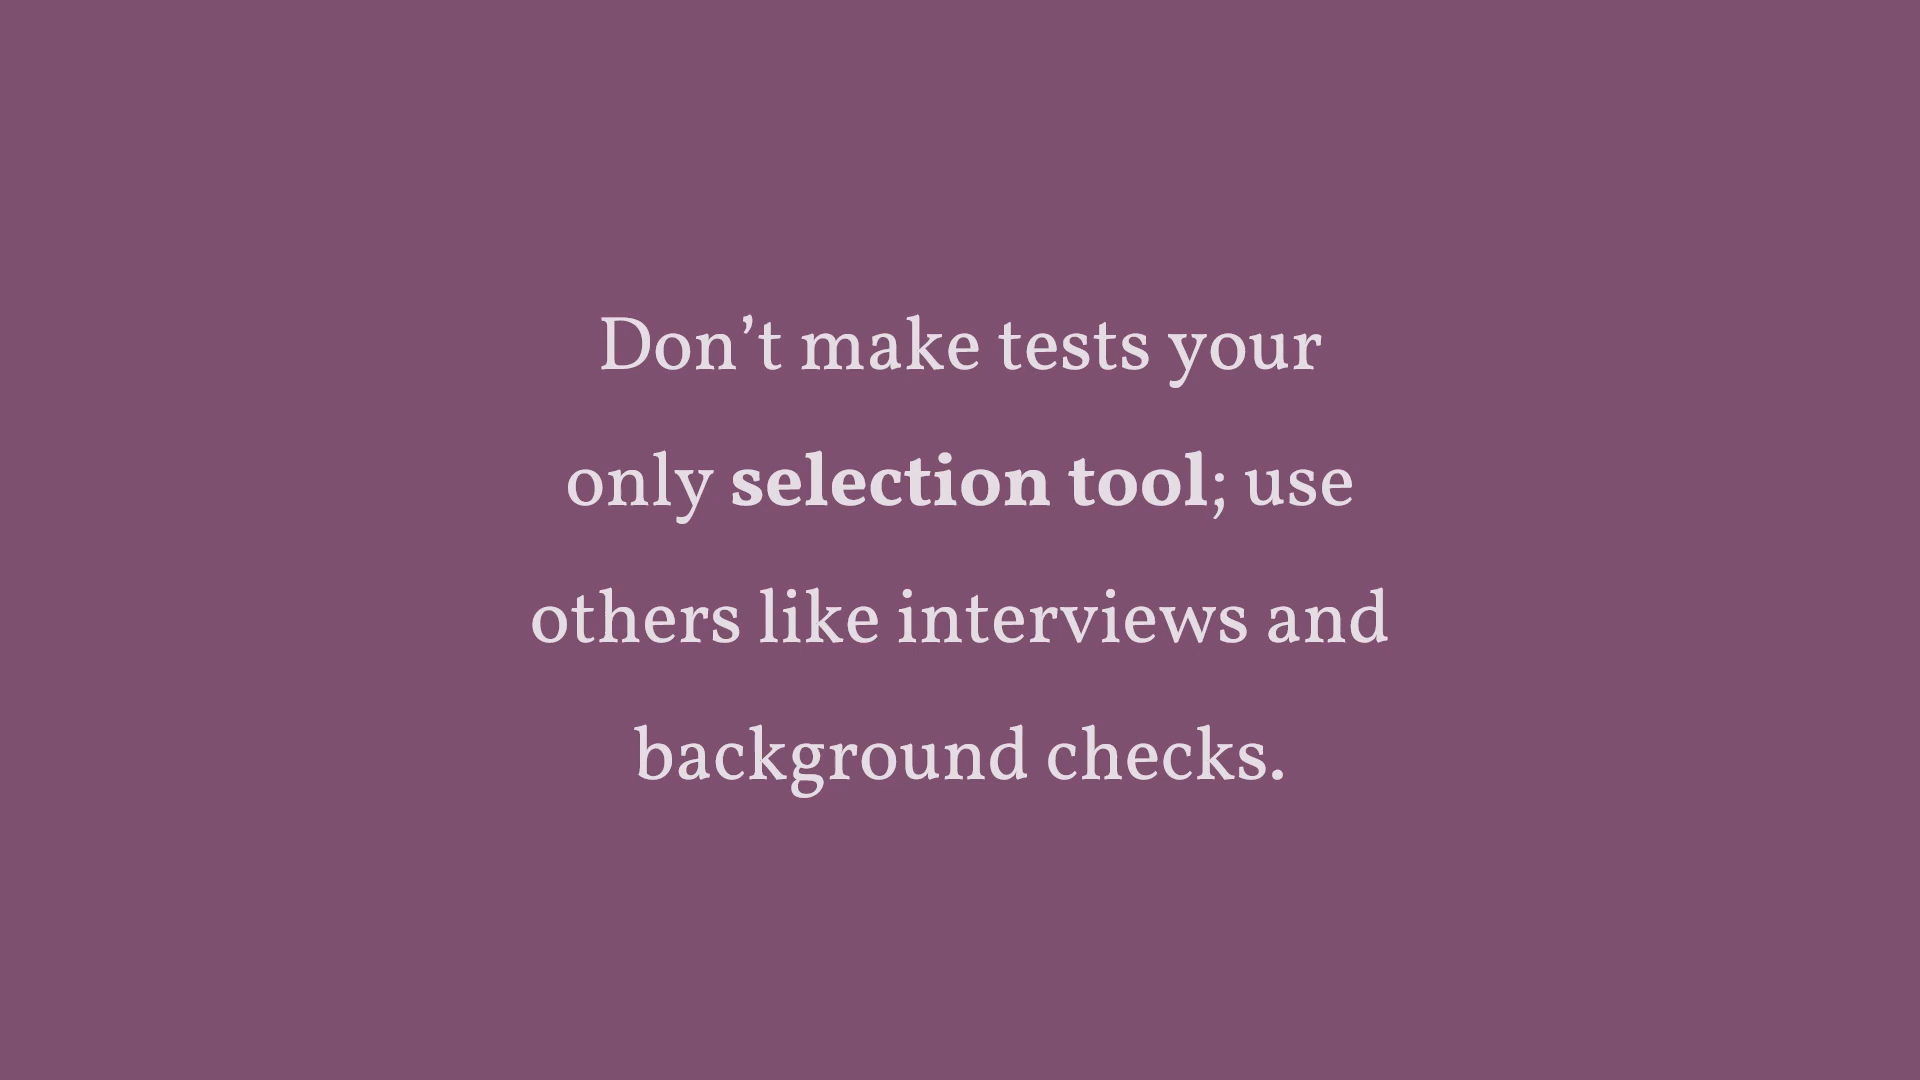 Don’t make tests your
only selection tool; use
others like interviews and
background checks.